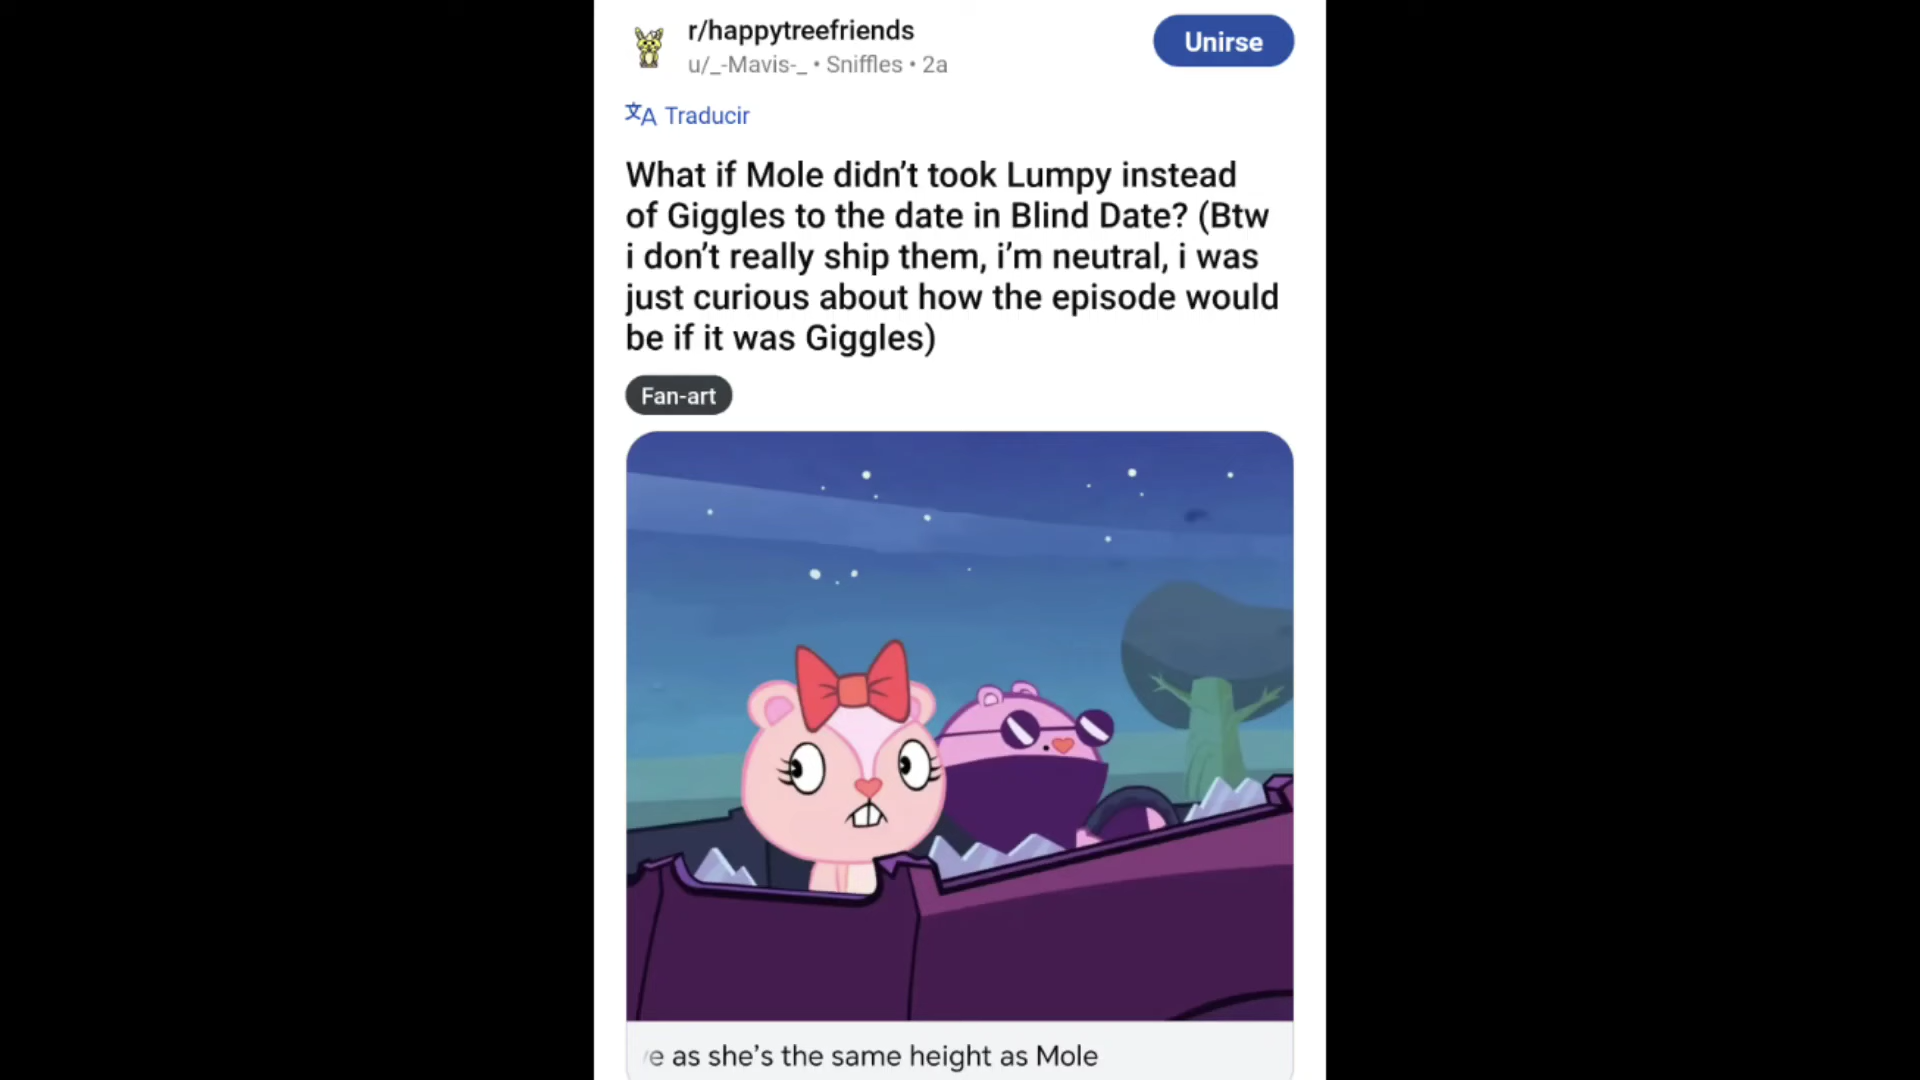 r/happytreefriends
u/_-Mavis-_ • Sniffles • 2a
Unirse
Traducir
What if Mole didn’t took Lumpy instead
of Giggles to the date in Blind Date? (Btw
i don’t really ship them, i’m neutral, i was
just curious about how the episode would
be if it was Giggles)
Fan-art
as she’s the same height as Mole